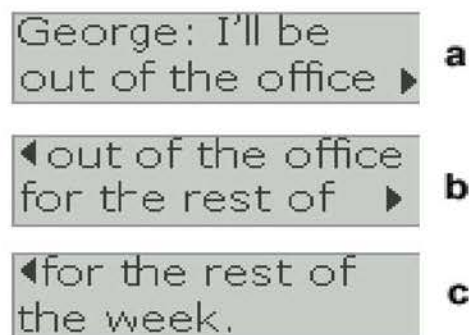 George: I'll be
out of the office
a
out of the office
for the rest of
b
for the rest of
the week.
c